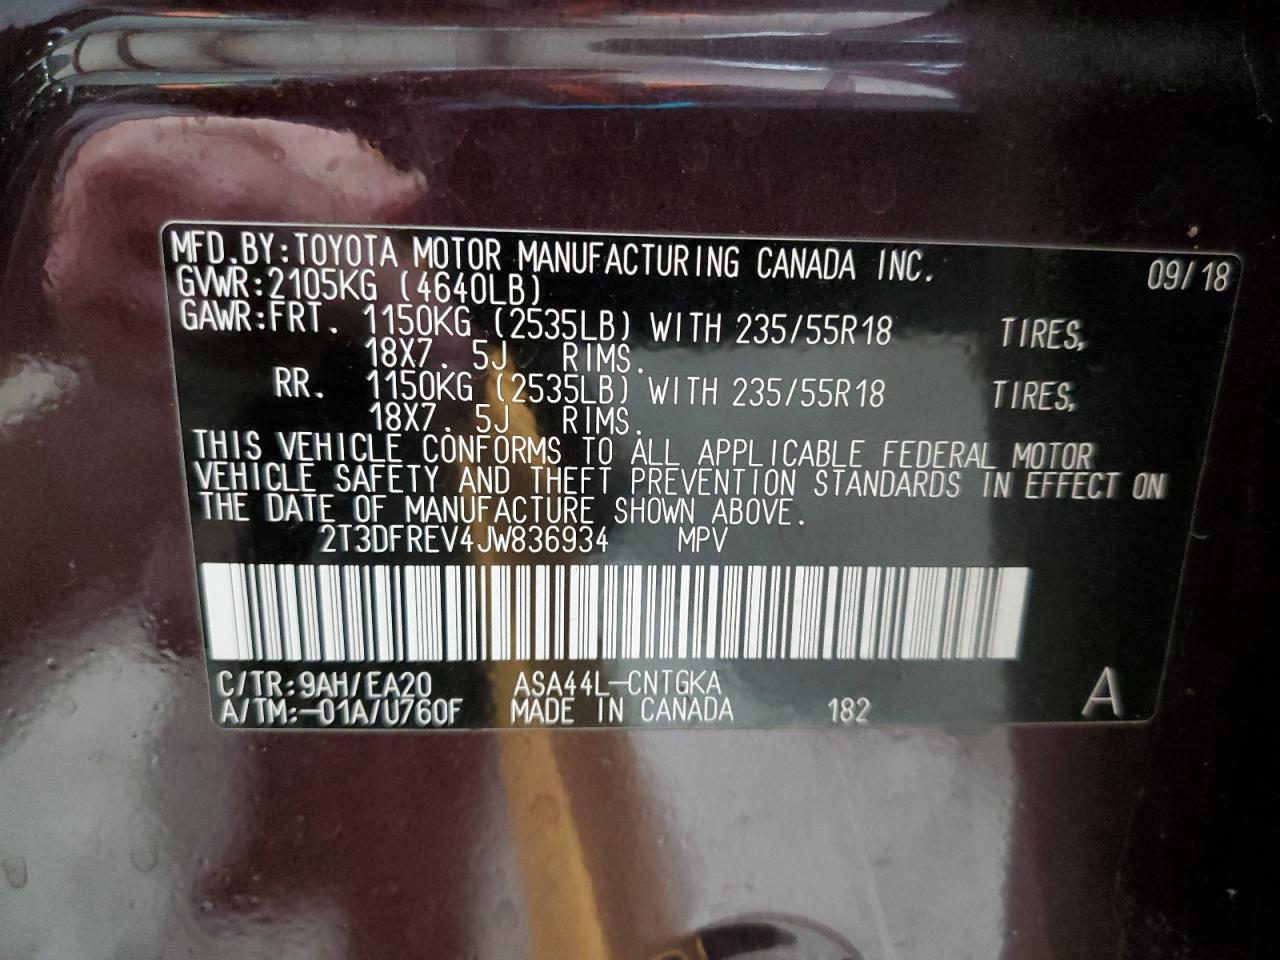 MFD.BY:TOYOTA MOTOR MANUFACTURING CANADA INC. 09/18
GVWR:2105KG (4640LB)
GAWR:FRT. 1150KG (2535LB) WITH 235/55R18 TIRES,
18X7. 5J RIMS.
RR. 1150KG (2535LB) WITH 235/55R18 TIRES,
18X7. 5J RIMS.
THIS VEHICLE CONFORMS TO ALL APPLICABLE FEDERAL MOTOR
VEHICLE SAFETY AND THEFT PREVENTION STANDARDS IN EFFECT ON
THE DATE OF MANUFACTURE SHOWN ABOVE.
2T3DFREV4JW836934 MPV
C/TR:9AH/EA20 ASA44L-CNTGKA
A/TM:-01A/U760F MADE IN CANADA 182 A